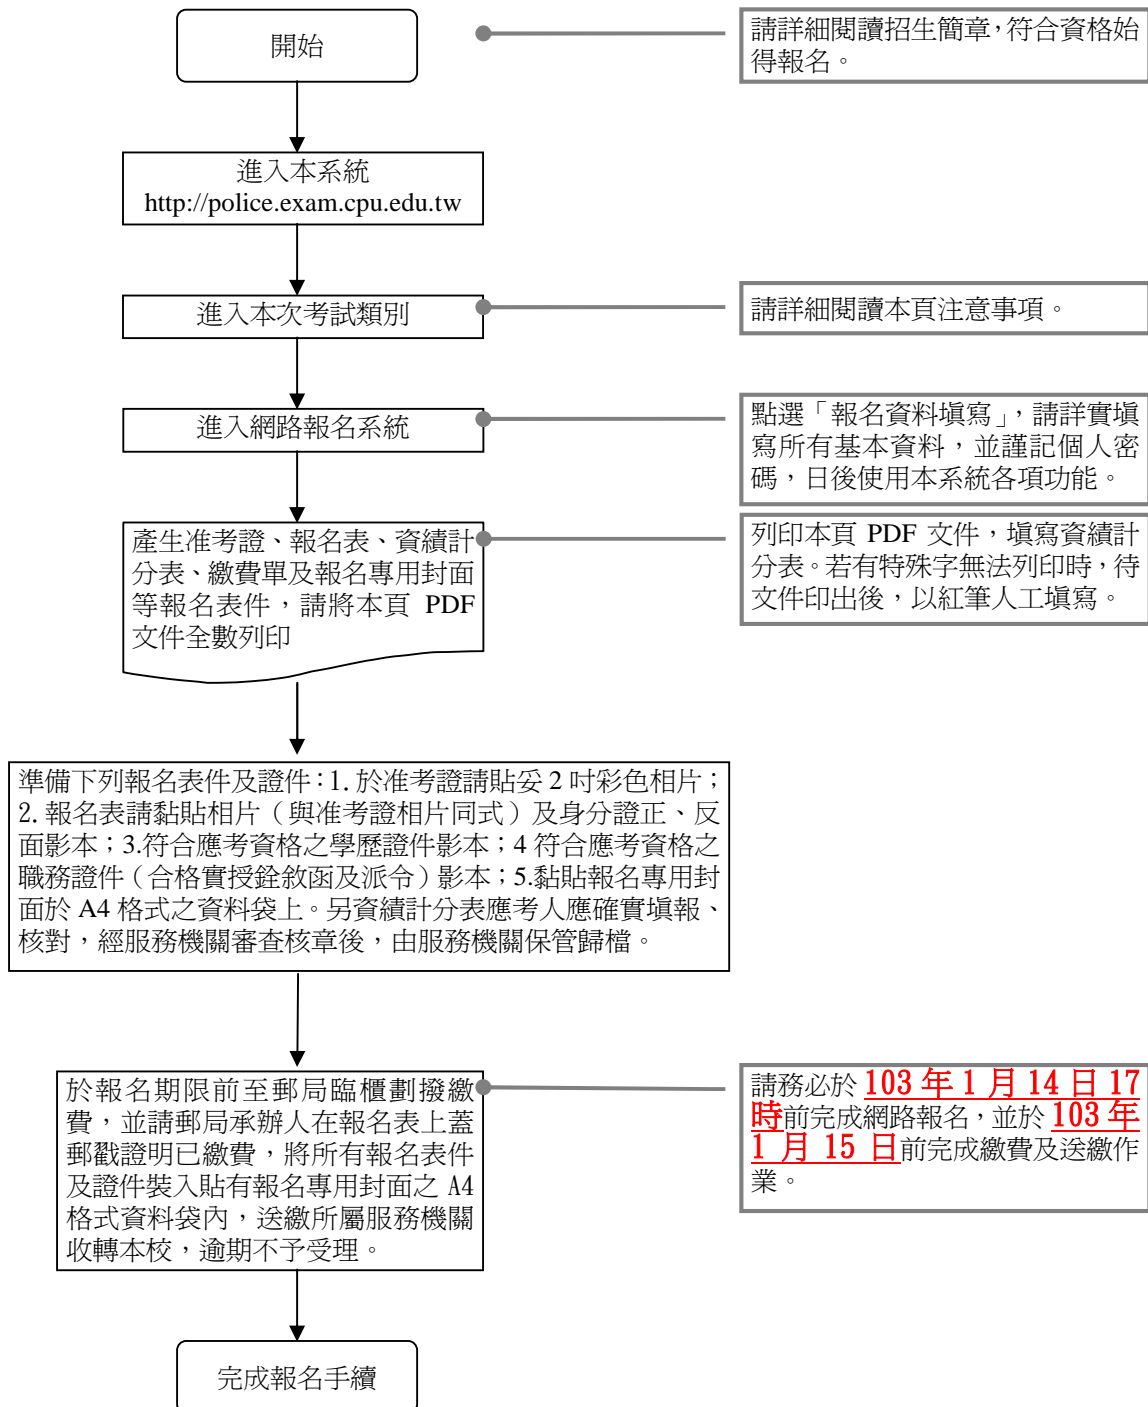 開始
請詳細閱讀招生簡章，符合資格始
得報名。
進入本系統
http://police.exam.cpu.edu.tw
進入本次考試類別
請詳細閱讀本頁注意事項。
進入網路報名系統
點選「報名資料填寫」，請詳實填
寫所有基本資料，並謹記個人密
碼，日後使用本系統各項功能。
產生准考證、報名表、資績計
分表、繳費單及報名專用封面
等報名表件，請將本頁 PDF
文件全數列印
列印本頁 PDF 文件，填寫資績計
分表。若有特殊字無法列印時，待
文件印出後，以紅筆人工填寫。
準備下列報名表件及證件：1. 於准考證請貼妥 2 吋彩色相片；
2. 報名表請黏貼相片（與准考證相片同式）及身分證正、反
面影本；3.符合應考資格之學歷證件影本；4 符合應考資格之
職務證件（合格實授銓敘函及派令）影本；5.黏貼報名專用封
面於 A4 格式之資料袋上。另資績計分表應考人應確實填報、
核對，經服務機關審查核章後，由服務機關保管歸檔。
於報名期限前至郵局臨櫃劃撥繳
費，並請郵局承辦人在報名表上蓋
郵戳證明已繳費，將所有報名表件
及證件裝入貼有報名專用封面之 A4
格式資料袋內，送繳所屬服務機關
收轉本校，逾期不予受理。
請務必於 103 年 1 月 14 日 17
時前完成網路報名，並於 103 年
1 月 15 日前完成繳費及送繳作
業。
完成報名手續